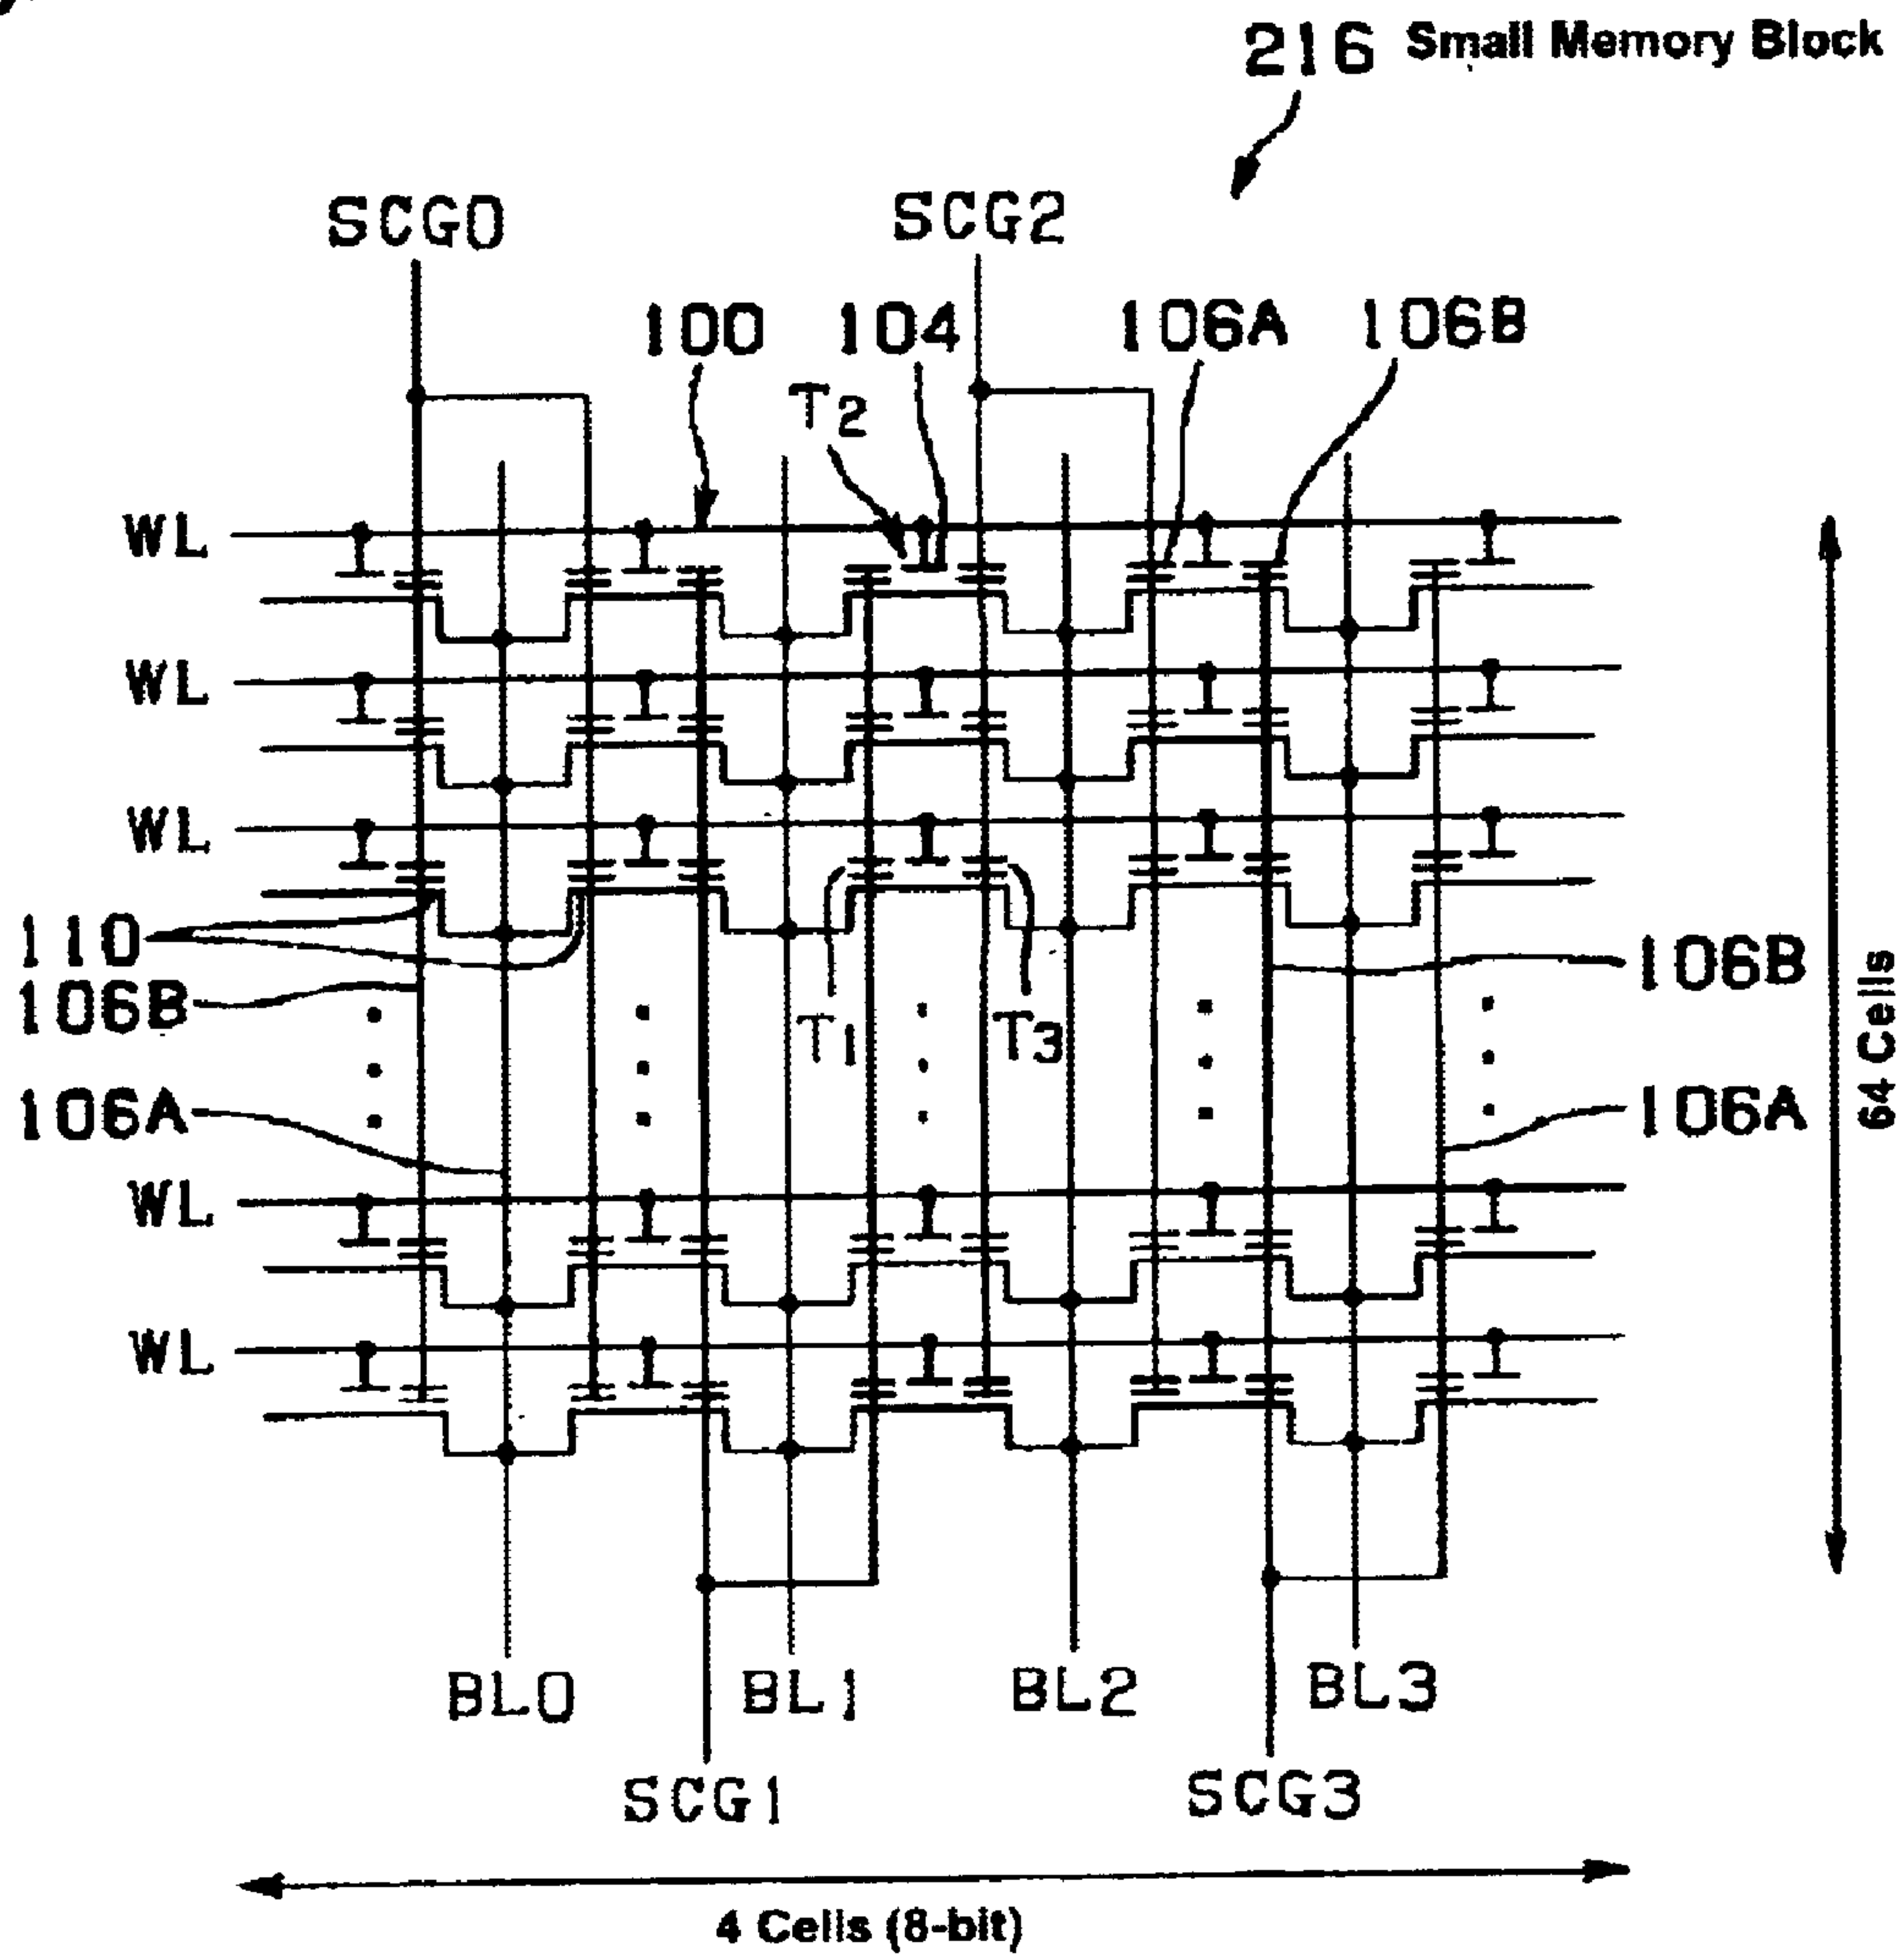 216 Small Memory Block
SCG0 SCG2
100 104 106A 106B
T2
WL
WL
WL
110
106B
106B
T1 T3
64 Cells
106A
106A
WL
WL
BL0 BL1 BL2 BL3
SCG1 SCG3
4 Cells (8-bit)